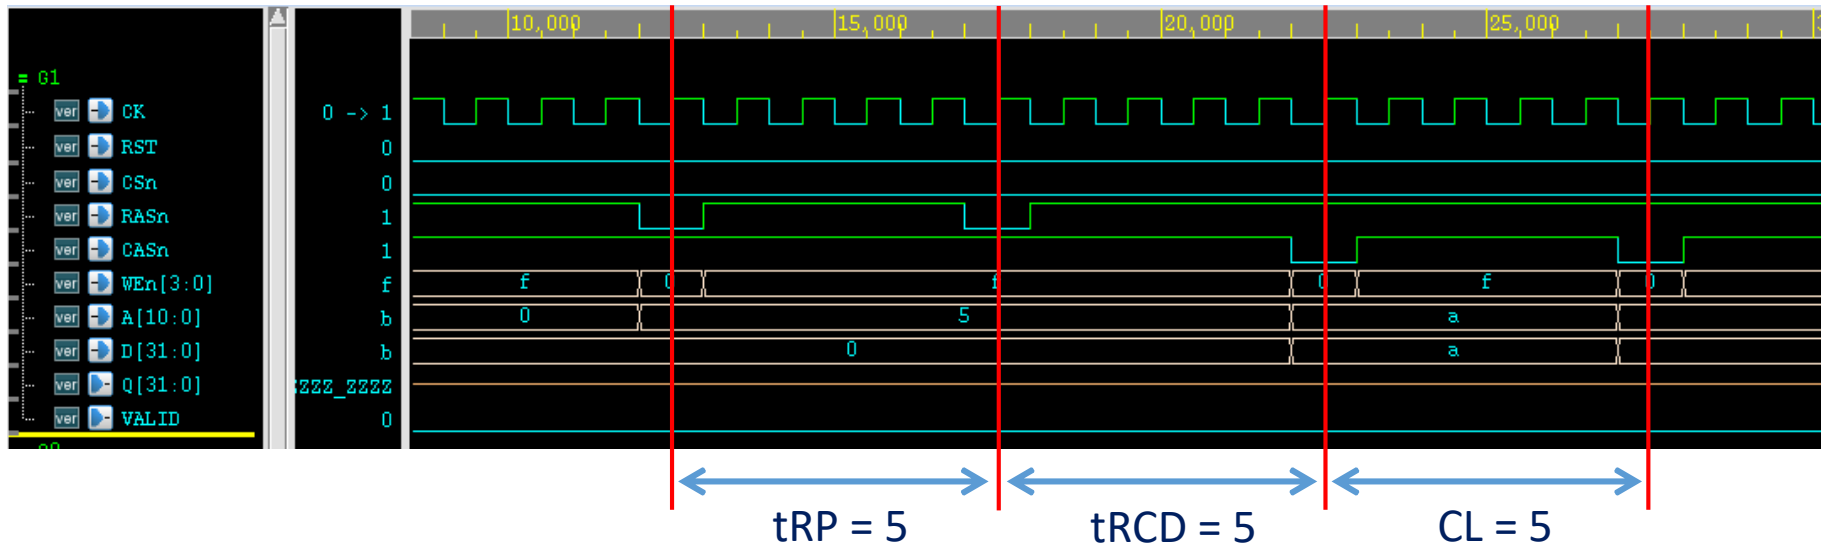 10,000 15,000 20,000 25,000
G1
ver CK 0 -> 1
ver RST 0
ver CSn 0
ver RASn 1
ver CASn 1
ver WEn[3:0] f f 0 f 0 f 0
ver A[10:0] b 0 5 a
ver D[31:0] b 0 a
ver Q[31:0] ZZZ_ZZZZ
ver VALID 0
tRP = 5 tRCD = 5 CL = 5